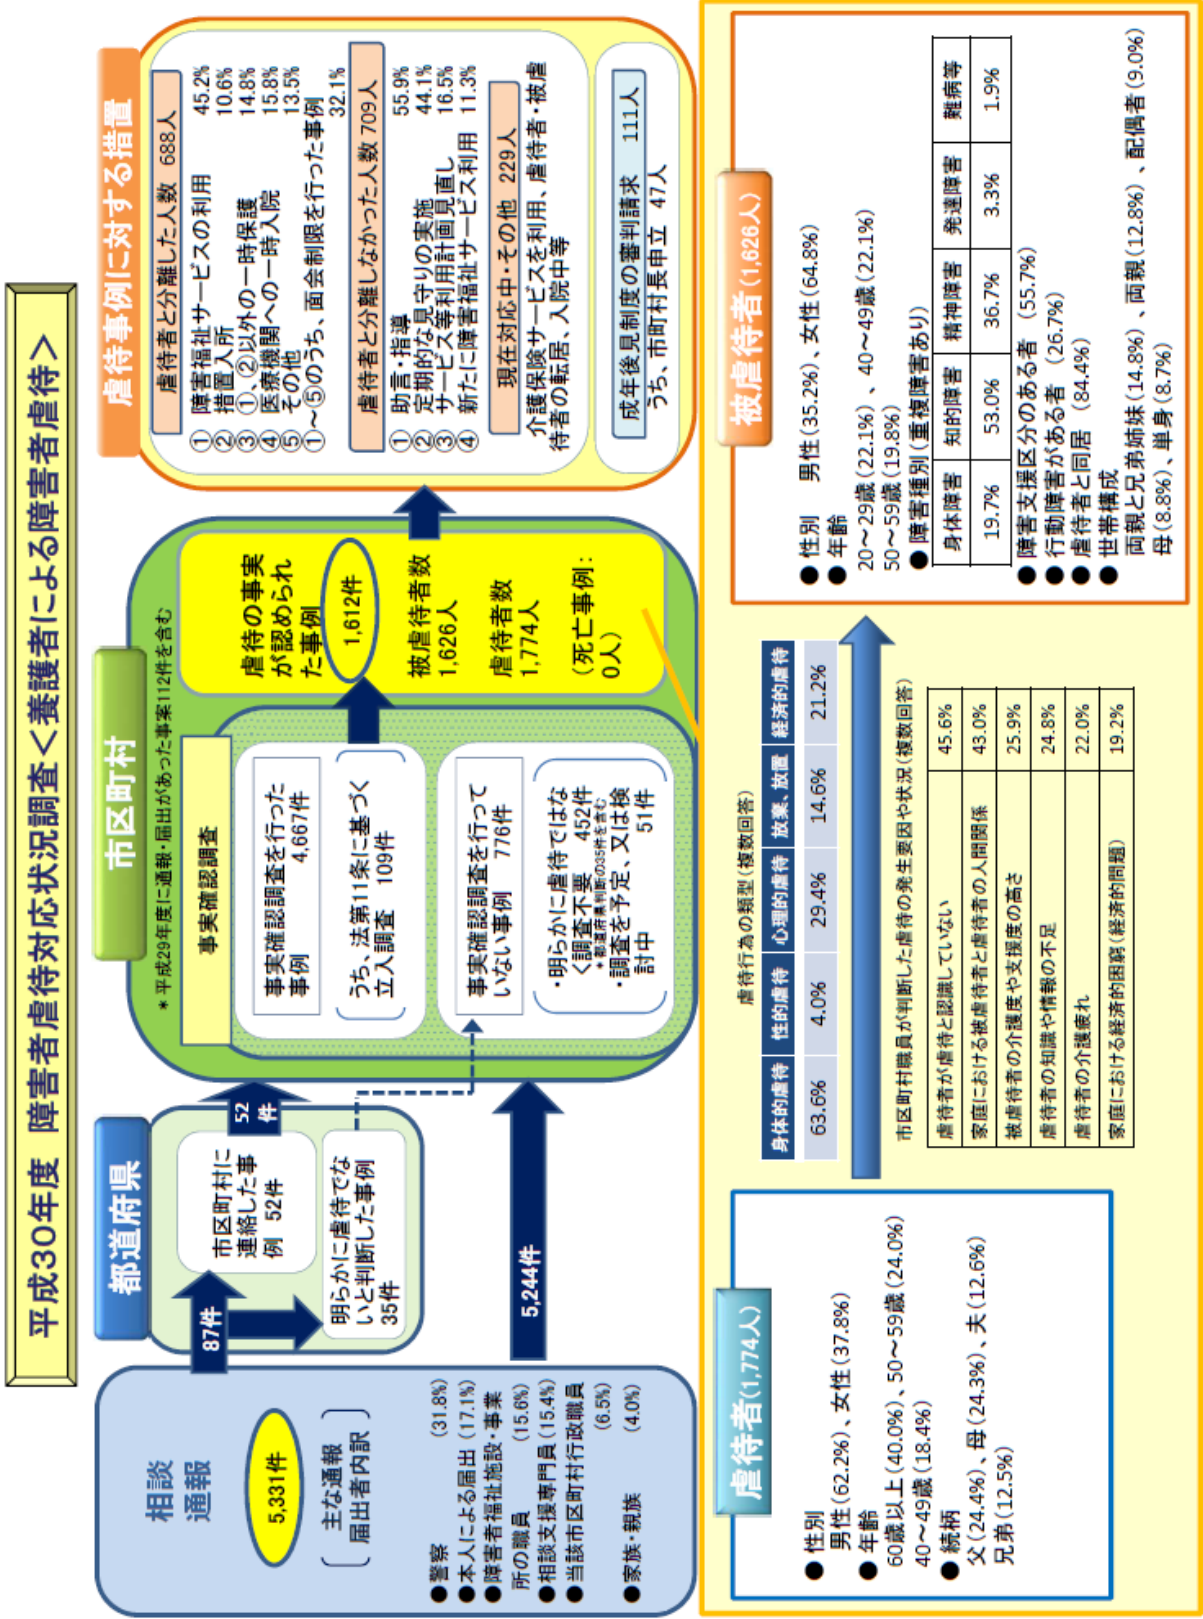 平成30年度 障害者虐待対応状況調査＜養護者による障害者虐待＞
相談
通報
5,331件
主な通報
届出者内訳
●警察 (31.8%)
●本人による届出 (17.1%)
●障害者福祉施設・事業
所の職員 (15.6%)
●相談支援専門員 (15.4%)
●当該市区町村行政職員
(6.5%)
●家族・親族 (4.0%)
都道府県
87件
市区町村に
連絡した事
例 52件
明らかに虐待でな
いと判断した事例
35件
52
件
5,244件
市区町村
＊平成29年度に通報・届出があった事案112件を含む
事実確認調査
事実確認調査を行った
事例 4,667件
うち、法第11条に基づく
立入調査 109件
事実確認調査を行って
いない事例 776件
・明らかに虐待ではな
く調査不要 452件
＊都道府県判断の35件を含む
・調査を予定、又は検
討中 51件
虐待の事実
が認められ
た事例
1,612件
被虐待者数
1,626人
虐待者数
1,774人
（死亡事例：
0人）
虐待事例に対する措置
虐待者と分離した人数 688人
① 障害福祉サービスの利用 45.2%
② 措置入所 10.6%
③ ①、②以外の一時保護 14.8%
④ 医療機関への一時入院 15.8%
⑤ その他 13.5%
①～⑤のうち、面会制限を行った事例
32.1%
虐待者と分離しなかった人数 709人
① 助言・指導 55.9%
② 定期的な見守りの実施 44.1%
③ サービス等利用計画見直し 16.5%
④ 新たに障害福祉サービス利用 11.3%
現在対応中・その他 229人
介護保険サービスを利用、虐待者・被虐
待者の転居、入院中等
成年後見制度の審判請求 111人
うち、市町村長申立 47人
虐待者(1,774人)
● 性別
男性(62.2%)、女性(37.8%)
● 年齢
60歳以上(40.0%)、50～59歳(24.0%)
40～49歳(18.4%)
● 続柄
父(24.4%)、母(24.3%)、夫(12.6%)
兄弟(12.5%)
虐待行為の類型（複数回答）
身体的虐待 性的虐待 心理的虐待 放棄、放置 経済的虐待
63.6% 4.0% 29.4% 14.6% 21.2%
市区町村職員が判断した虐待の発生要因や状況（複数回答）
虐待者が虐待と認識していない 45.6%
家庭における被虐待者と虐待者の人間関係 43.0%
被虐待者の介護度や支援度の高さ 25.9%
虐待者の知識や情報の不足 24.8%
虐待者の介護疲れ 22.0%
家庭における経済的困窮（経済的問題） 19.2%
被虐待者(1,626人)
● 性別 男性(35.2%)、女性(64.8%)
● 年齢
20～29歳(22.1%) 、40～49歳(22.1%)
50～59歳(19.8%)
● 障害種別（重複障害あり）
身体障害 知的障害 精神障害 発達障害 難病等
19.7% 53.0% 36.7% 3.3% 1.9%
● 障害支援区分のある者 (55.7%)
● 行動障害がある者 (26.7%)
● 虐待者と同居 (84.4%)
● 世帯構成
両親と兄弟姉妹(14.8%) 、両親(12.8%) 、配偶者(9.0%)
母(8.8%)、単身(8.7%)